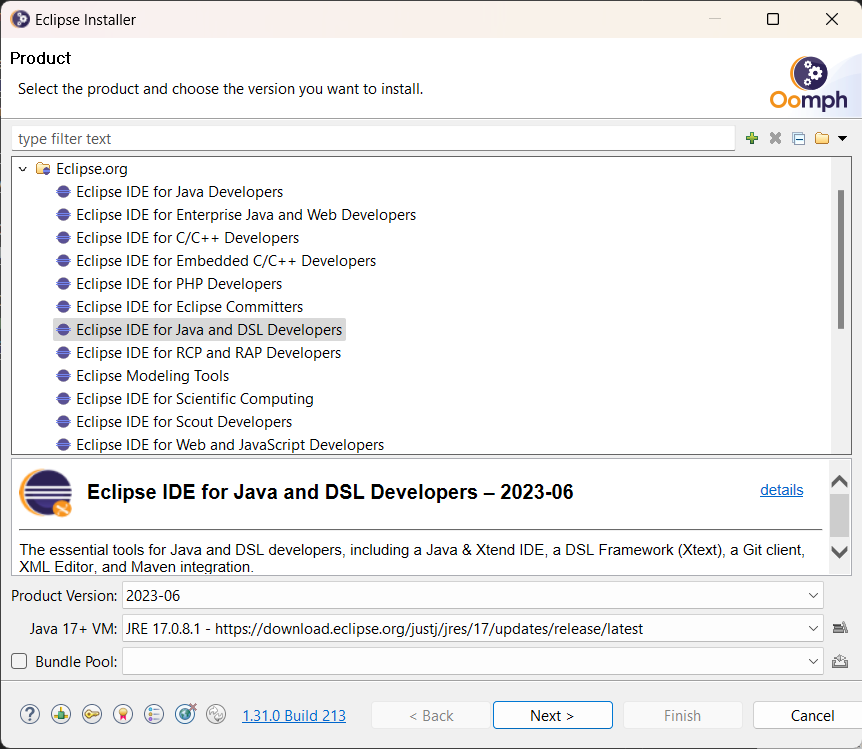 Eclipse Installer
Product
Select the product and choose the version you want to install.
Oomph
type filter text
Eclipse.org
Eclipse IDE for Java Developers
Eclipse IDE for Enterprise Java and Web Developers
Eclipse IDE for C/C++ Developers
Eclipse IDE for Embedded C/C++ Developers
Eclipse IDE for PHP Developers
Eclipse IDE for Eclipse Committers
Eclipse IDE for Java and DSL Developers
Eclipse IDE for RCP and RAP Developers
Eclipse Modeling Tools
Eclipse IDE for Scientific Computing
Eclipse IDE for Scout Developers
Eclipse IDE for Web and JavaScript Developers
Eclipse IDE for Java and DSL Developers – 2023-06 details
The essential tools for Java and DSL developers, including a Java & Xtend IDE, a DSL Framework (Xtext), a Git client,
XML Editor, and Maven integration.
Product Version: 2023-06
Java 17+ VM: JRE 17.0.8.1 - https://download.eclipse.org/justj/jres/17/updates/release/latest
Bundle Pool:
1.31.0 Build 213 < Back Next > Finish Cancel